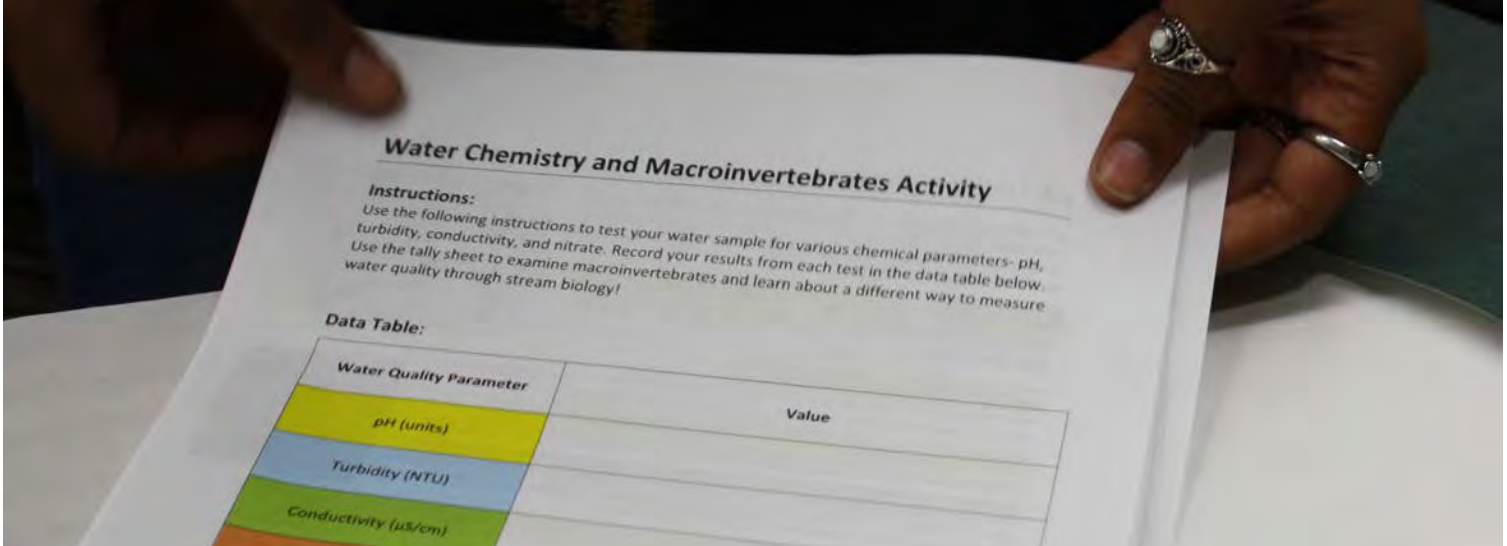 Water Chemistry and Macroinvertebrates Activity
Instructions:
Use the following instructions to test your water sample for various chemical parameters- pH,
turbidity, conductivity, and nitrate. Record your results from each test in the data table below.
Use the tally sheet to examine macroinvertebrates and learn about a different way to measure
water quality through stream biology!
Data Table:
Water Quality Parameter
Value
pH (units)
Turbidity (NTU)
Conductivity (µS/cm)